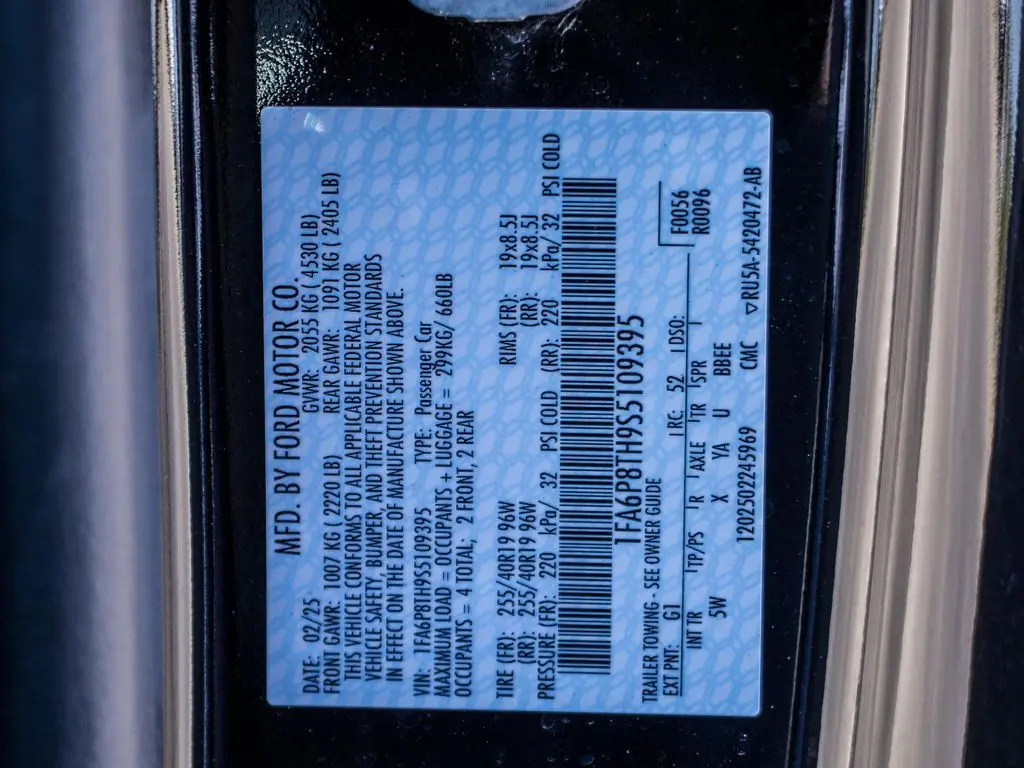 MFD. BY FORD MOTOR CO.
DATE: 02/25 GVWR: 2055 KG ( 4530 LB)
FRONT GAWR: 1007 KG ( 2220 LB) REAR GAWR: 1091 KG ( 2405 LB)
THIS VEHICLE CONFORMS TO ALL APPLICABLE FEDERAL MOTOR
VEHICLE SAFETY, BUMPER, AND THEFT PREVENTION STANDARDS
IN EFFECT ON THE DATE OF MANUFACTURE SHOWN ABOVE.
VIN: 1FA6P8TH9S5109395 TYPE: Passenger Car
MAXIMUM LOAD = OCCUPANTS + LUGGAGE = 299KG/ 660LB
OCCUPANTS = 4 TOTAL; 2 FRONT, 2 REAR
TIRE (FR): 255/40R19 96W RIMS (FR): 19x8.5J
(RR): 255/40R19 96W (RR): 19x8.5J
PRESSURE (FR): 220 kPa/ 32 PSI COLD (RR): 220 kPa/ 32 PSI COLD
1FA6P8TH9S5109395
TRAILER TOWING - SEE OWNER GUIDE
F0056
EXT PNT: G1 RC: 52 DSO: R0096
INT TR TP/PS R AXLE TR SPR
5W X YA U BBEE
120250224596​9 CMC ▽RU5A-5420472-AB